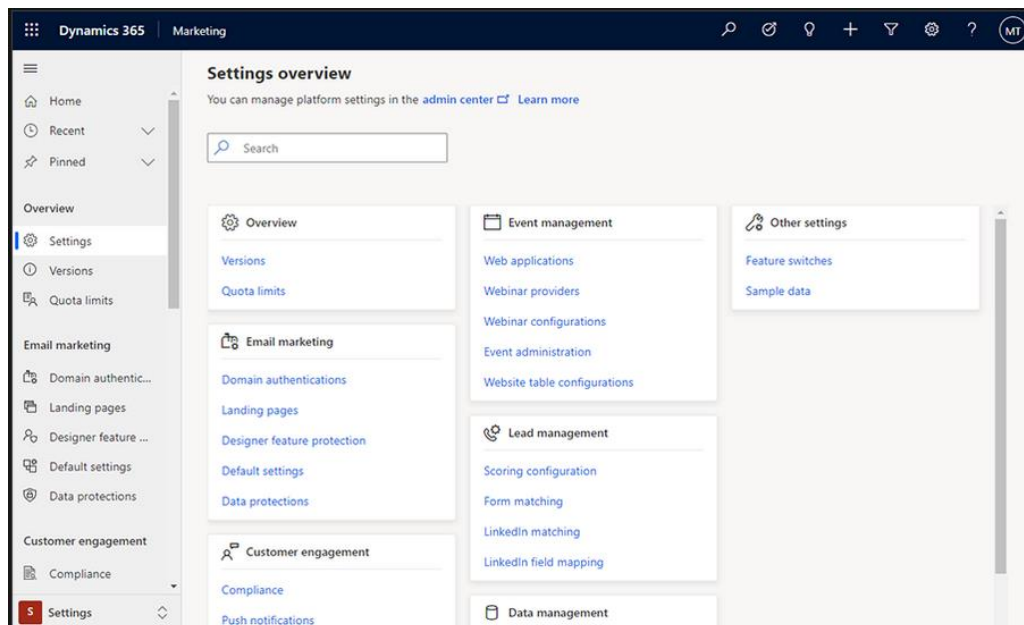 Dynamics 365 Marketing MT
Home
Recent
Pinned
Overview
Settings
Versions
Quota limits
Email marketing
Domain authentic...
Landing pages
Designer feature ...
Default settings
Data protections
Customer engagement
Compliance
S Settings
Settings overview
You can manage platform settings in the admin center Learn more
Search
Overview
Versions
Quota limits
Email marketing
Domain authentications
Landing pages
Designer feature protection
Default settings
Data protections
Customer engagement
Compliance
Push notifications
Event management
Web applications
Webinar providers
Webinar configurations
Event administration
Website table configurations
Lead management
Scoring configuration
Form matching
LinkedIn matching
LinkedIn field mapping
Data management
Other settings
Feature switches
Sample data